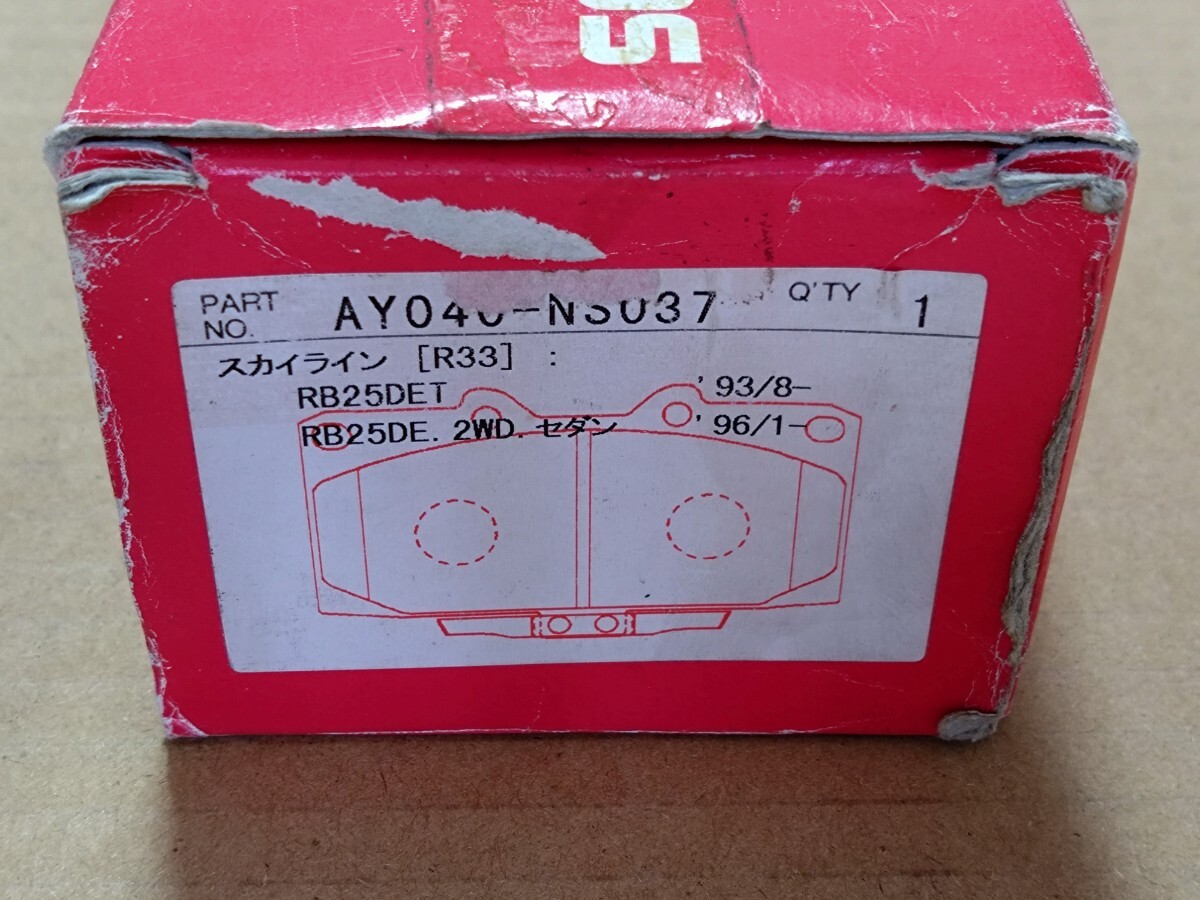 PART NO. AY040-NS037 Q'TY 1
スカイライン [R33] :
RB25DET '93/8-
RB25DE. 2WD. セダン '96/1-